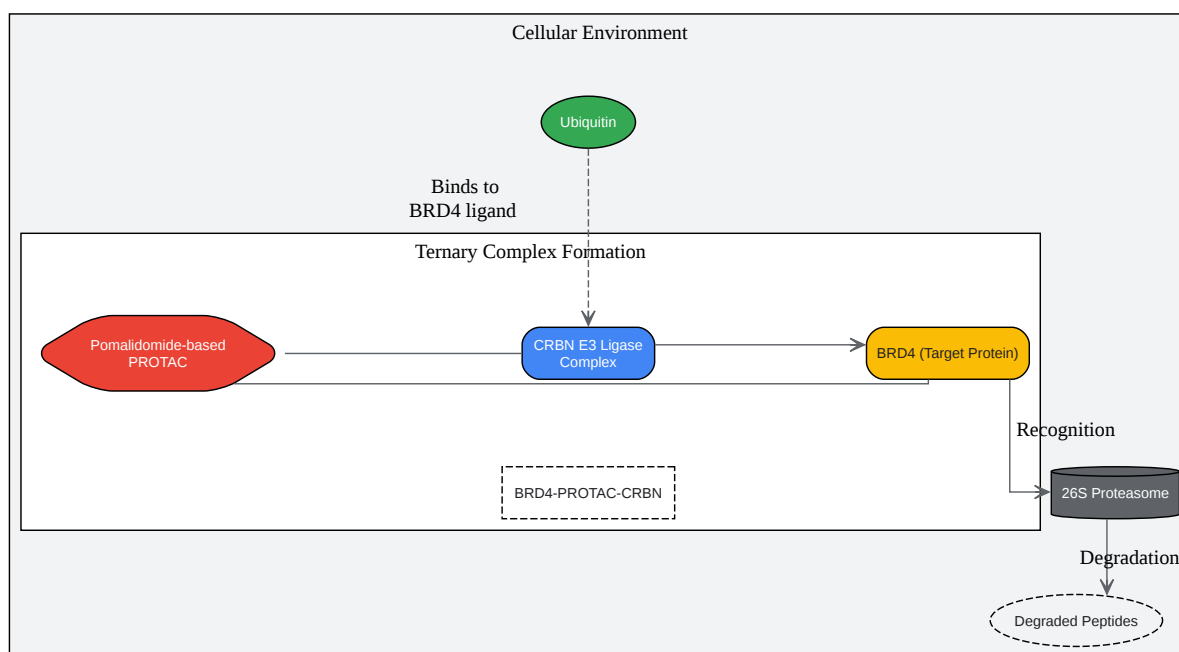 Cellular Environment
Ubiquitin
Binds to
BRD4 ligand
Ternary Complex Formation
Pomalidomide-based
PROTAC
CRBN E3 Ligase
Complex
BRD4 (Target Protein)
Recognition
BRD4-PROTAC-CRBN
26S Proteasome
Degradation
Degraded Peptides